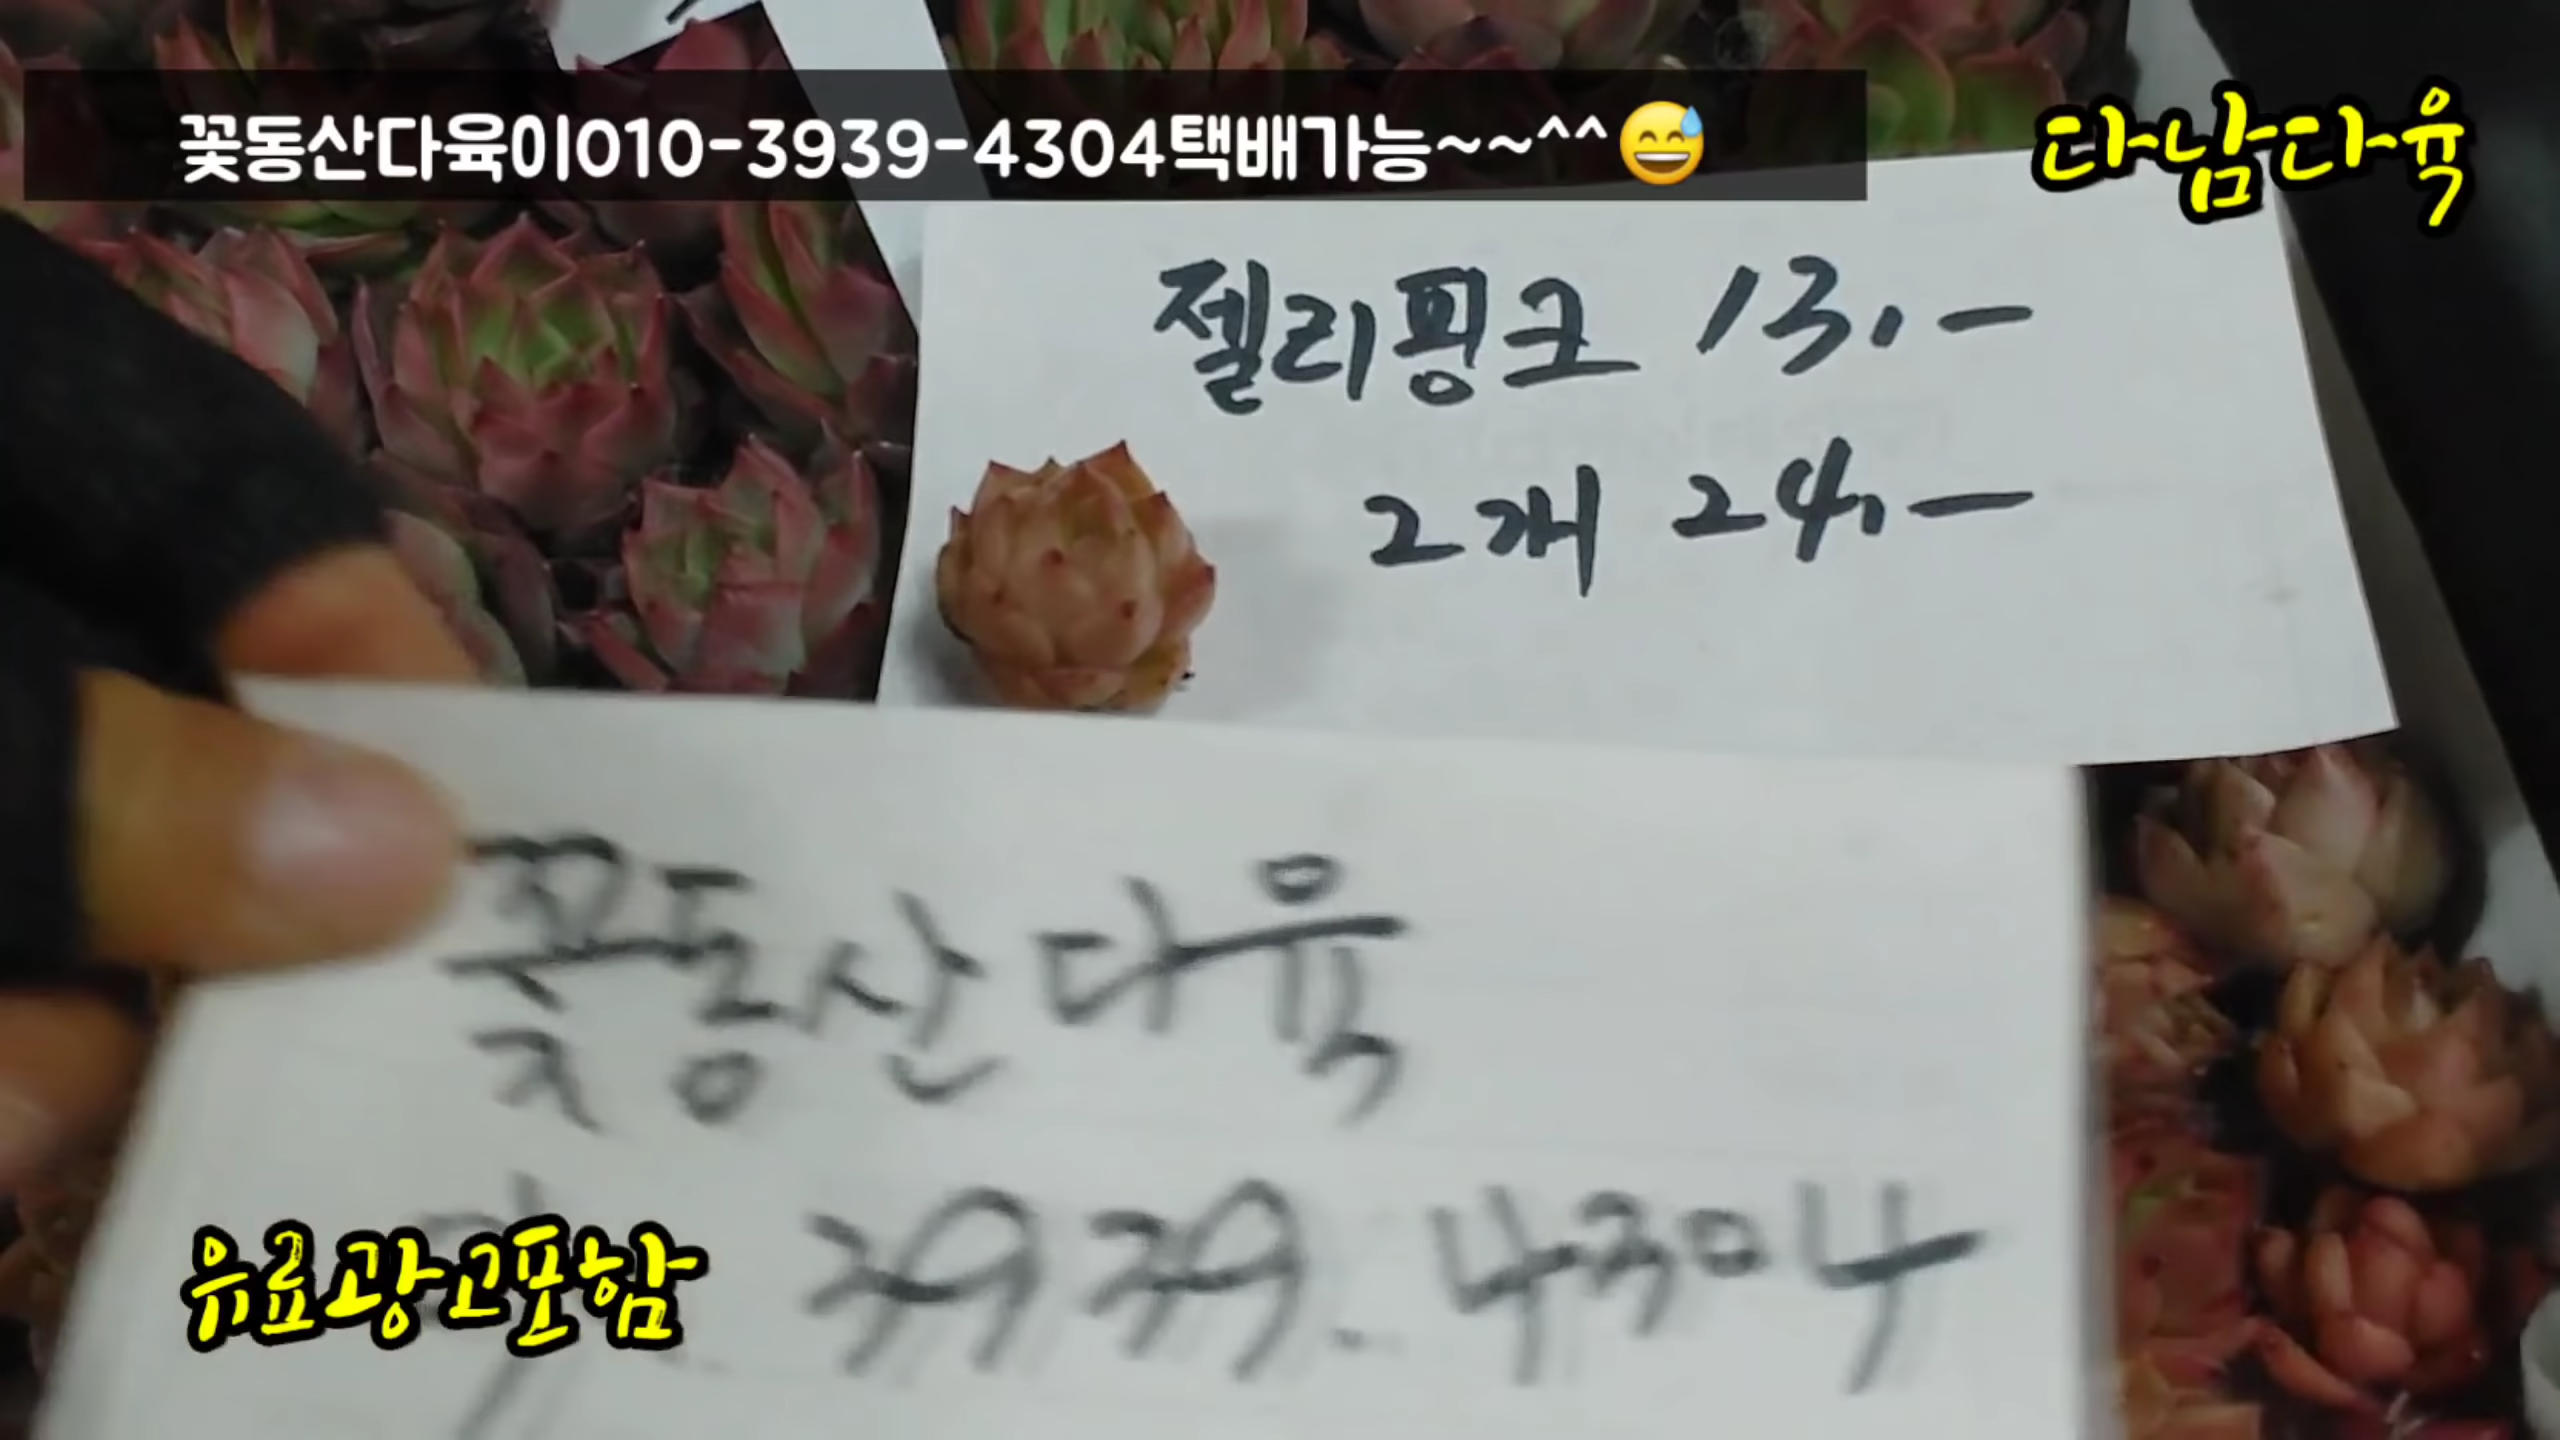 꽃동산다육이010-3939-4304택배가능~~^^😅
다남다육
젤리핑크 13,-
2개 24,-
꽃동산다육
3939.4304
유료광고포함